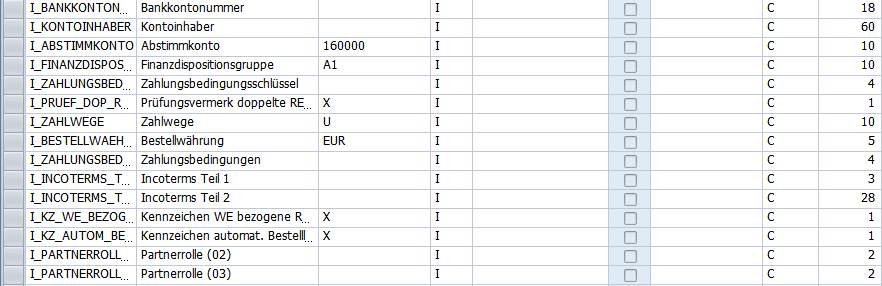 I_BANKKONTON... Bankkontonummer I C 18
I_KONTOINHABER Kontoinhaber I C 60
I_ABSTIMMKONTO Abstimmkonto 160000 I C 10
I_FINANZDISPOS... Finanzdispositionsgruppe A1 I C 10
I_ZAHLUNGSBED... Zahlungsbedingungsschlüssel I C 4
I_PRUEF_DOP_R... Prüfungsvermerk doppelte RE... X I C 1
I_ZAHLWEGE Zahlwege U I C 10
I_BESTELLWAEH... Bestellwährung EUR I C 5
I_ZAHLUNGSBED... Zahlungsbedingungen I C 4
I_INCOTERMS_T... Incoterms Teil 1 I C 3
I_INCOTERMS_T... Incoterms Teil 2 I C 28
I_KZ_WE_BEZOG... Kennzeichen WE bezogene R... X I C 1
I_KZ_AUTOM_BE... Kennzeichen automat. Bestell... X I C 1
I_PARTNERROLL... Partnerrolle (02) I C 2
I_PARTNERROLL... Partnerrolle (03) I C 2